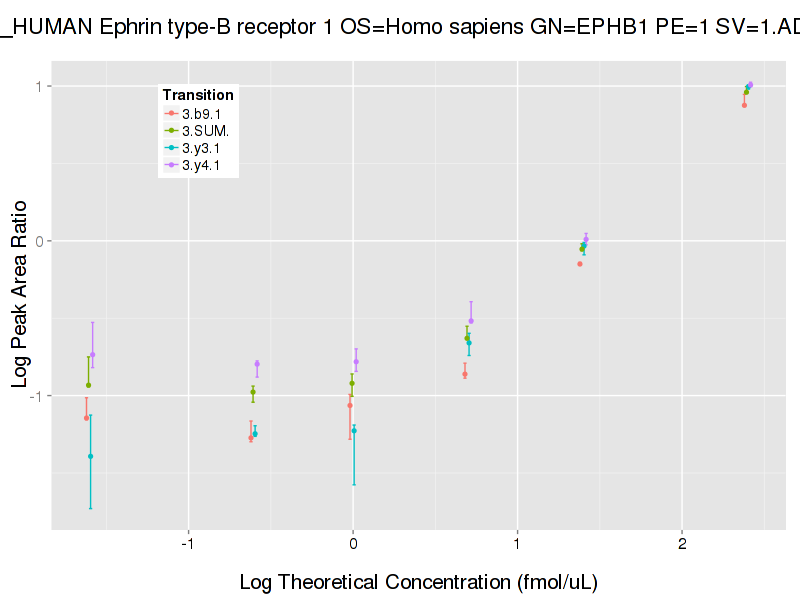 _HUMAN Ephrin type-B receptor 1 OS=Homo sapiens GN=EPHB1 PE=1 SV=1.AD
Transition
3.b9.1
3.SUM.
3.y3.1
3.y4.1
1
0
-1
Log Peak Area Ratio
-1
0
1
2
Log Theoretical Concentration (fmol/uL)